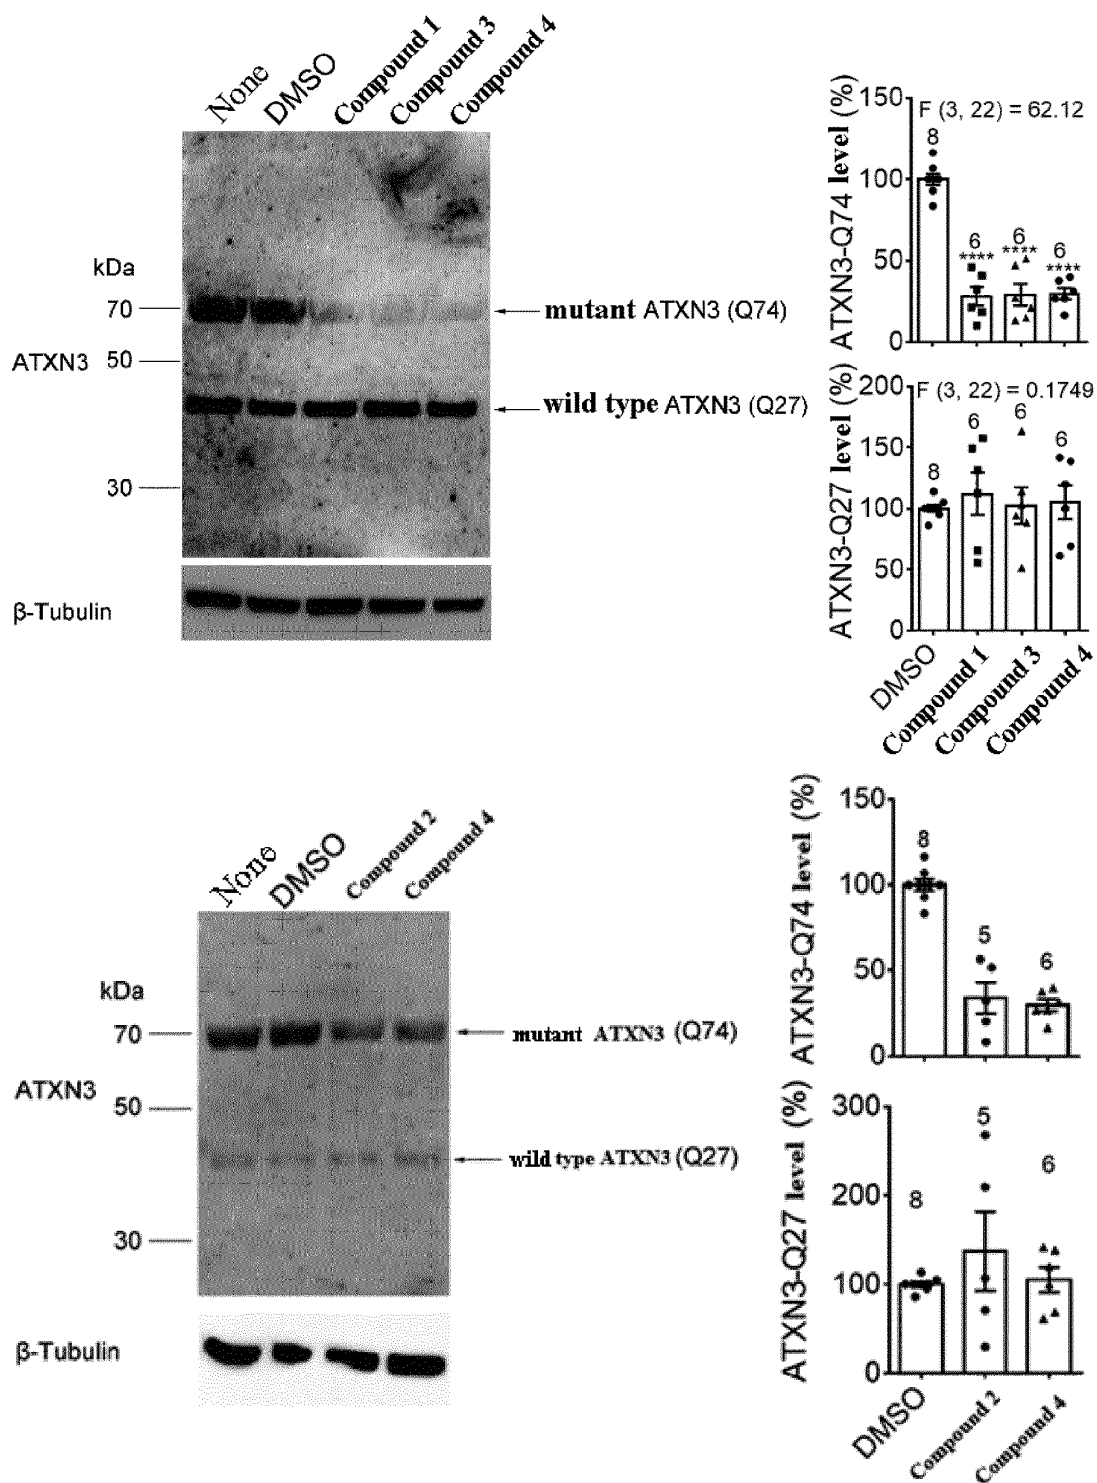 None
DMSO
Compound 1
Compound 3
Compound 4
kDa
70
ATXN3
50
30
mutant ATXN3 (Q74)
wild type ATXN3 (Q27)
β-Tubulin
ATXN3-Q74 level (%)
150
100
50
0
F (3, 22) = 62.12
8
6
6
6
****
****
****
ATXN3-Q27 level (%)
200
150
100
50
0
F (3, 22) = 0.1749
8
6
6
6
DMSO
Compound 1
Compound 3
Compound 4
None
DMSO
Compound 2
Compound 4
kDa
70
ATXN3
50
30
mutant ATXN3 (Q74)
wild type ATXN3 (Q27)
β-Tubulin
ATXN3-Q74 level (%)
150
100
50
0
8
5
6
ATXN3-Q27 level (%)
300
200
100
0
8
5
6
DMSO
Compound 2
Compound 4